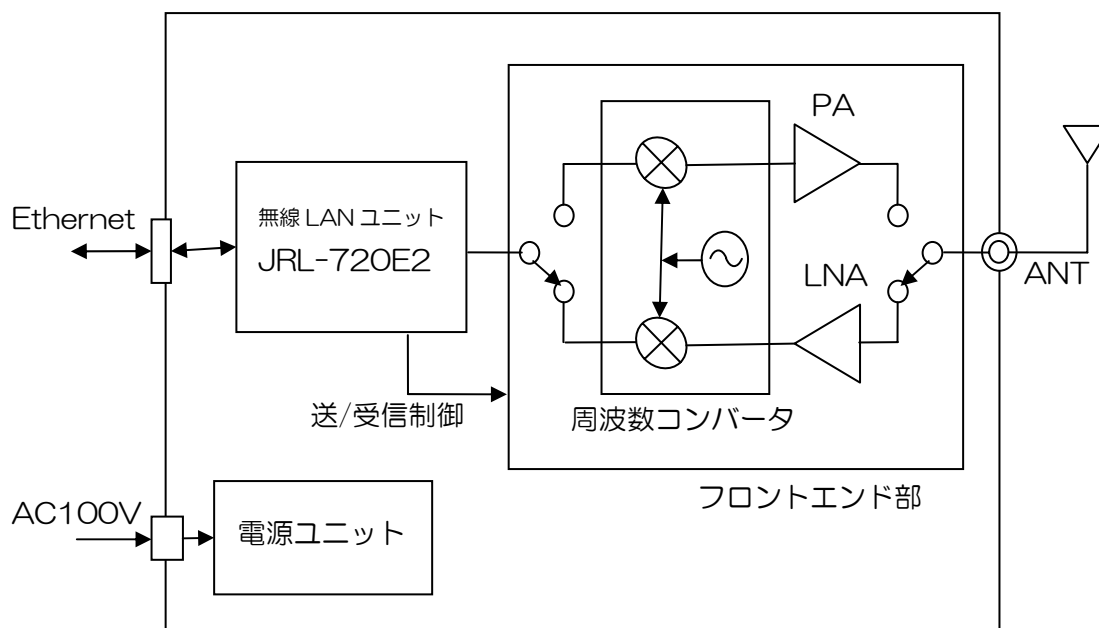 PA
Ethernet
無線 LAN ユニット
JRL-720E2
LNA
ANT
送/受信制御
周波数コンバータ
フロントエンド部
AC100V
電源ユニット